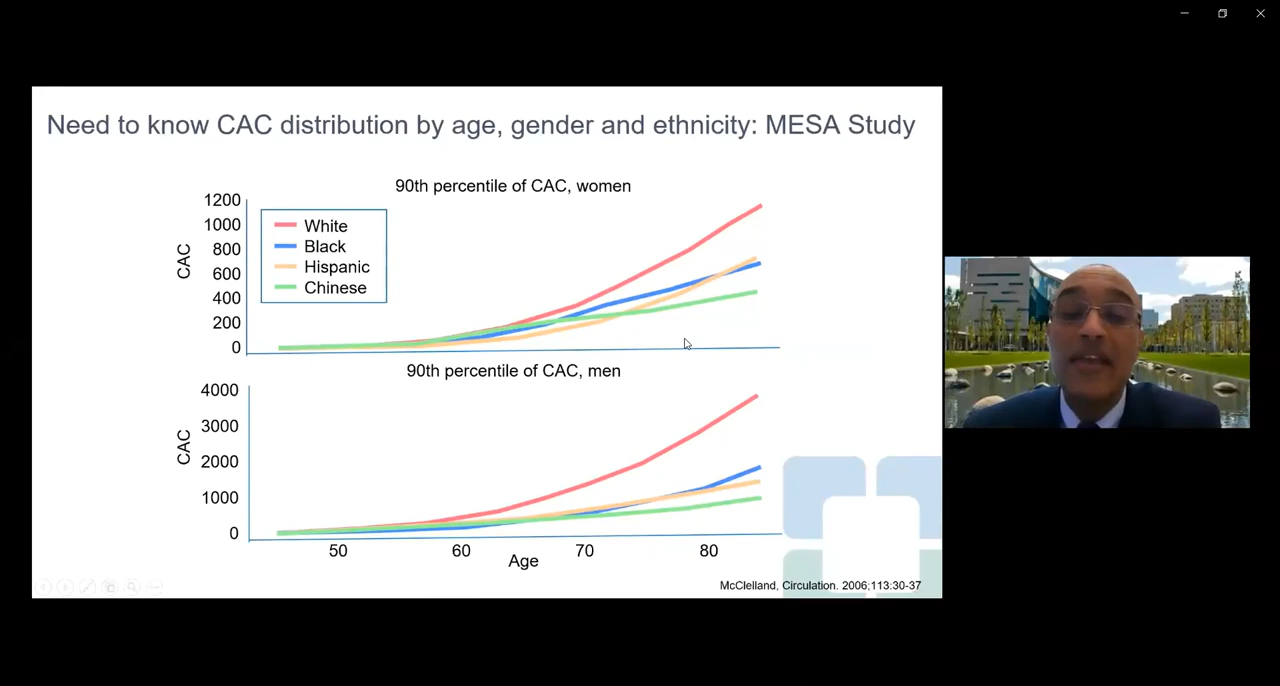 Need to know CAC distribution by age, gender and ethnicity: MESA Study
90th percentile of CAC, women
CAC
1200
1000
800
600
400
200
0
White
Black
Hispanic
Chinese
90th percentile of CAC, men
CAC
4000
3000
2000
1000
0
50 60 70 80
Age
McClelland, Circulation. 2006;113:30-37